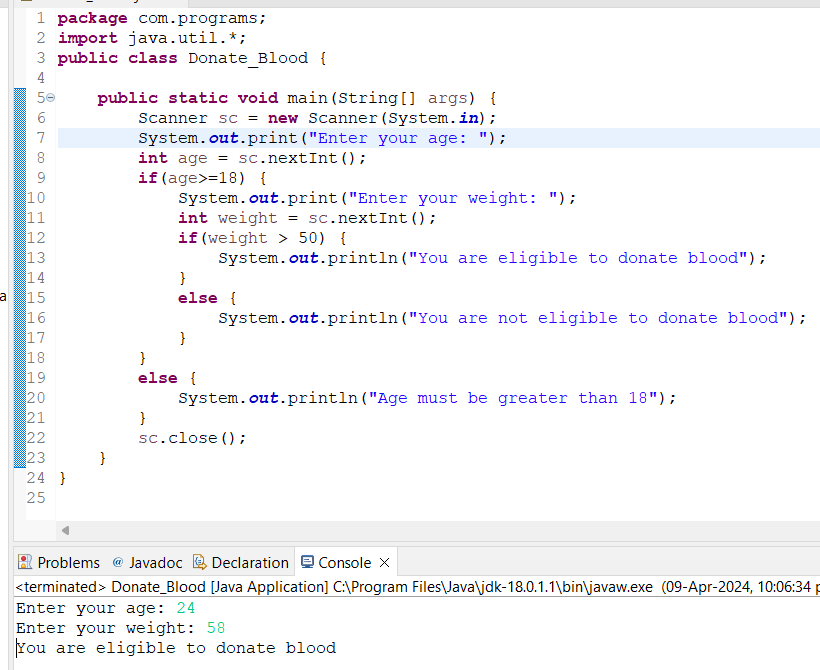 1 package com.programs;
2 import java.util.*;
3 public class Donate_Blood {
4
5 public static void main(String[] args) {
6 Scanner sc = new Scanner(System.in);
7 System.out.print("Enter your age: ");
8 int age = sc.nextInt();
9 if(age>=18) {
10 System.out.print("Enter your weight: ");
11 int weight = sc.nextInt();
12 if(weight > 50) {
13 System.out.println("You are eligible to donate blood");
14 }
a
15 else {
16 System.out.println("You are not eligible to donate blood");
17 }
18 }
19 else {
20 System.out.println("Age must be greater than 18");
21 }
22 sc.close();
23 }
24 }
25
Problems @ Javadoc Declaration Console
<terminated> Donate_Blood [Java Application] C:\Program Files\Java\jdk-18.0.1.1\bin\javaw.exe (09-Apr-2024, 10:06:34 p
Enter your age: 24
Enter your weight: 58
You are eligible to donate blood